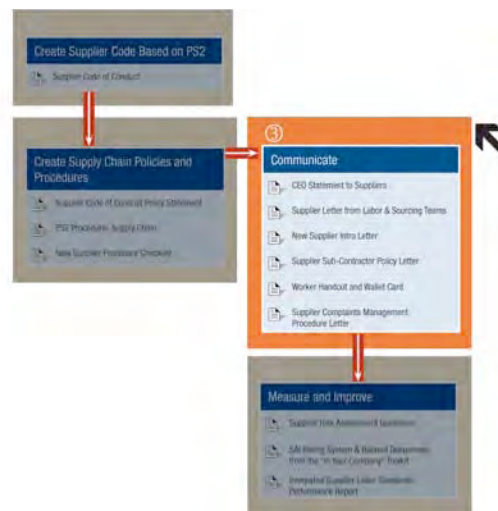 Create Supplier Code Based on PS2
Supplier Code of Conduct
Create Supply Chain Policies and
Procedures
Supplier Code of Conduct Policy Statement
PS2 Procedures Supply Chain
New Supplier Procedure Checklist
③
Communicate
CEO Statement to Suppliers
Supplier Letter from Labor & Sourcing Teams
New Supplier Intro Letter
Supplier Sub-Contractor Policy Letter
Worker Handout and Wallet Card
Supplier Complaints Management
Procedure Letter
Measure and Improve
Supplier Risk Assessment Guidelines
SAI Rating System & Related Documents
from the "In Your Company" Toolkit
Integrated Supplier Labor Standards
Performance Report